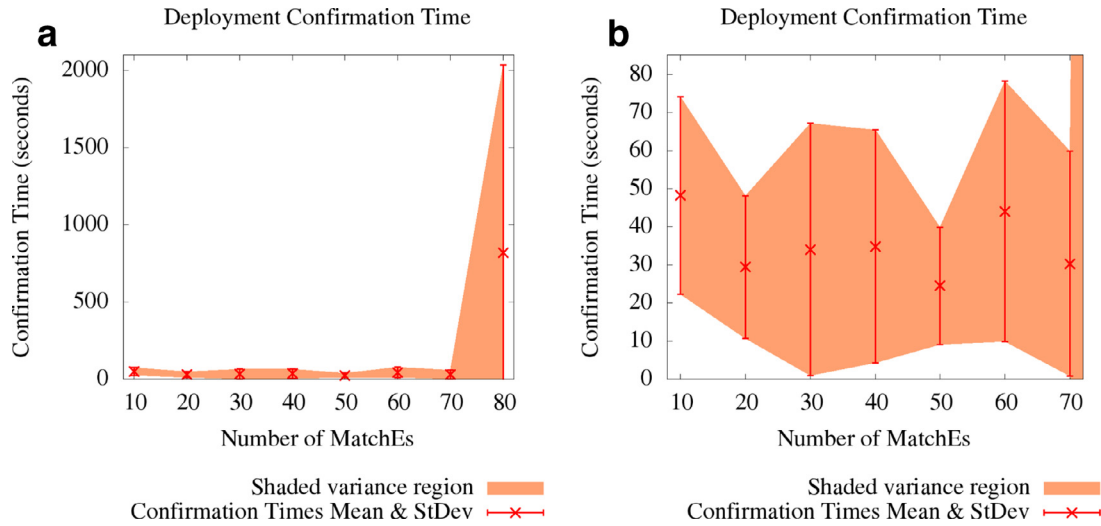 Deployment Confirmation Time
a
Confirmation Time (seconds)
2000
1500
1000
500
0
10 20 30 40 50 60 70 80
Number of MatchEs
Shaded variance region
Confirmation Times Mean & StDev
Deployment Confirmation Time
b
Confirmation Time (seconds)
80
70
60
50
40
30
20
10
0
10 20 30 40 50 60 70
Number of MatchEs
Shaded variance region
Confirmation Times Mean & StDev